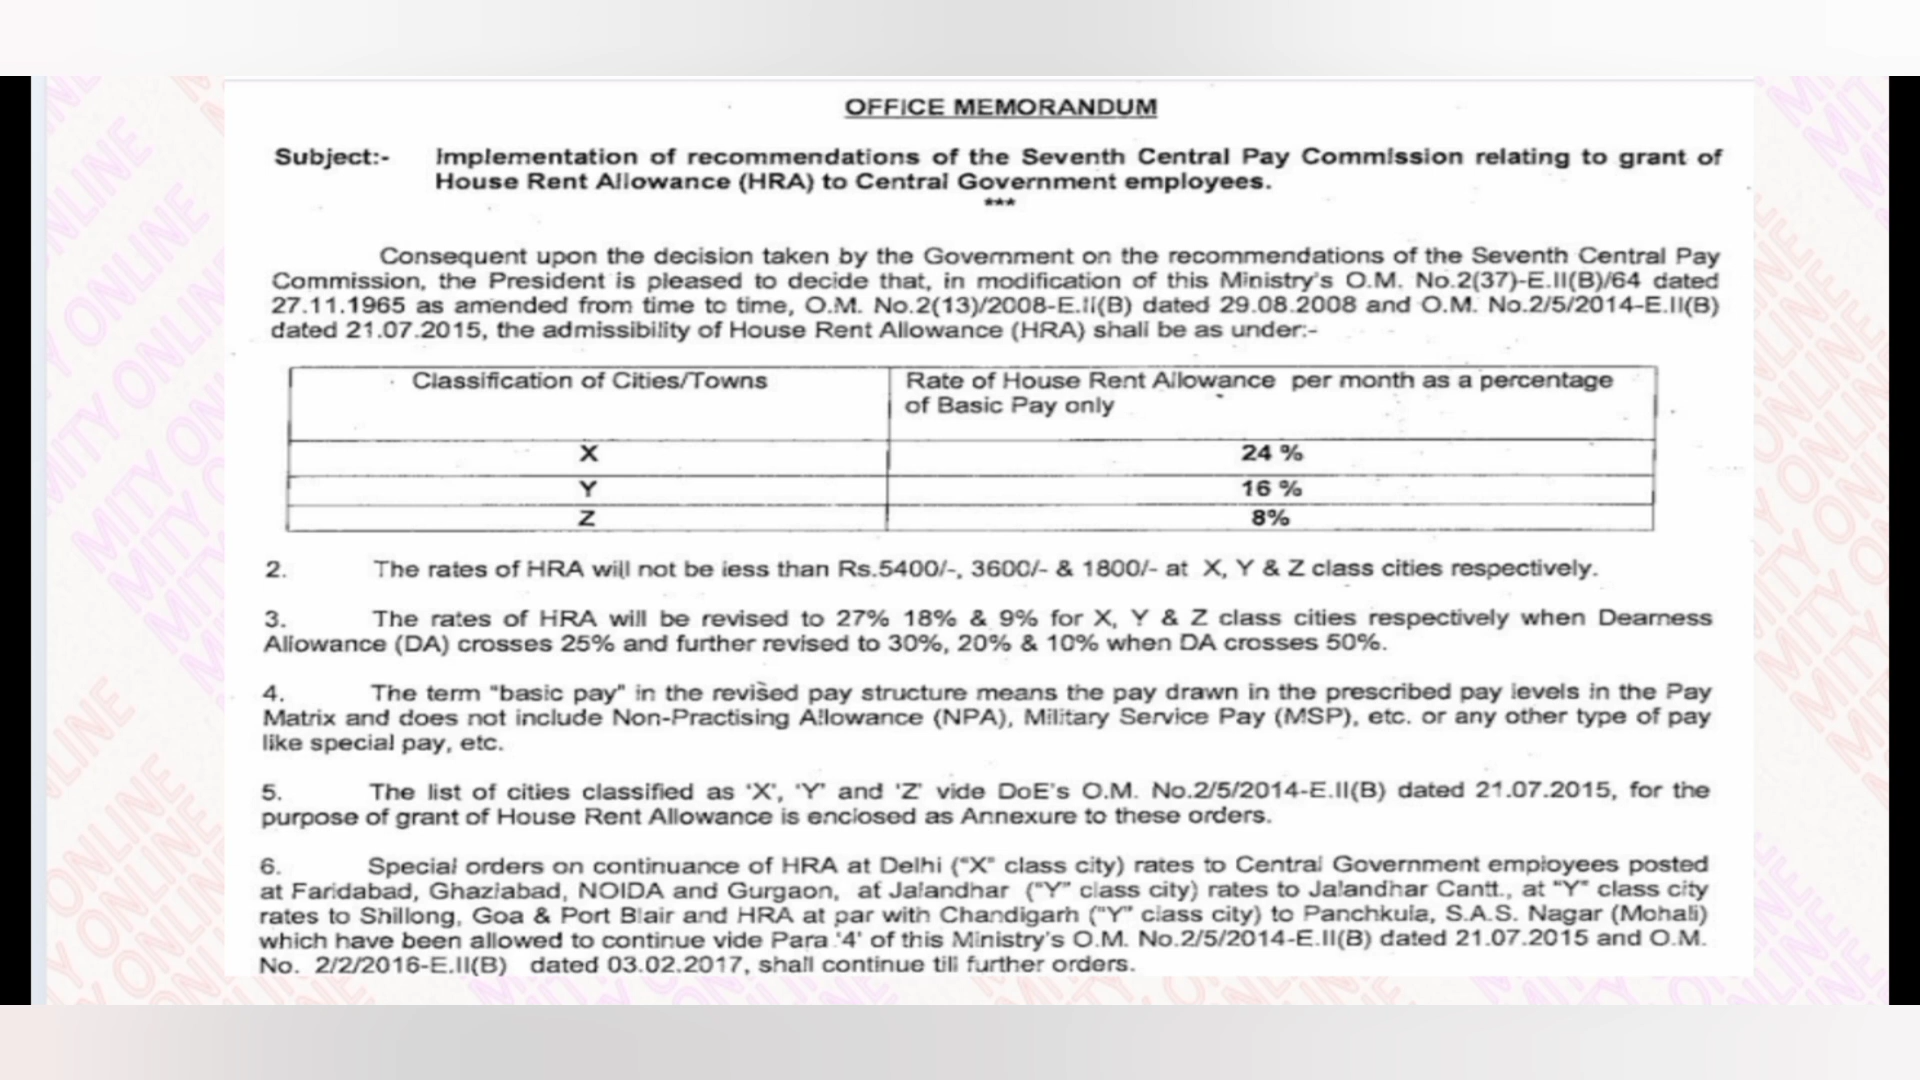 OFFICE MEMORANDUM
Subject:- Implementation of recommendations of the Seventh Central Pay Commission relating to grant of
House Rent Allowance (HRA) to Central Government employees.
***
Consequent upon the decision taken by the Government on the recommendations of the Seventh Central Pay
Commission, the President is pleased to decide that, in modification of this Ministry's O.M. No.2(37)-E.II(B)/64 dated
27.11.1965 as amended from time to time, O.M. No.2(13)/2008-E.II(B) dated 29.08.2008 and O.M. No.2/5/2014-E.II(B)
dated 21.07.2015, the admissibility of House Rent Allowance (HRA) shall be as under:-
Classification of Cities/Towns Rate of House Rent Allowance per month as a percentage
of Basic Pay only
X 24 %
Y 16 %
Z 8%
2. The rates of HRA will not be less than Rs.5400/-, 3600/- & 1800/- at X, Y & Z class cities respectively.
3. The rates of HRA will be revised to 27% 18% & 9% for X, Y & Z class cities respectively when Dearness
Allowance (DA) crosses 25% and further revised to 30%, 20% & 10% when DA crosses 50%.
4. The term "basic pay" in the revised pay structure means the pay drawn in the prescribed pay levels in the Pay
Matrix and does not include Non-Practising Allowance (NPA), Military Service Pay (MSP), etc. or any other type of pay
like special pay, etc.
5. The list of cities classified as 'X', 'Y' and 'Z' vide DoE's O.M. No.2/5/2014-E.II(B) dated 21.07.2015, for the
purpose of grant of House Rent Allowance is enclosed as Annexure to these orders.
6. Special orders on continuance of HRA at Delhi ("X" class city) rates to Central Government employees posted
at Faridabad, Ghaziabad, NOIDA and Gurgaon, at Jalandhar ("Y" class city) rates to Jalandhar Cantt., at "Y" class city
rates to Shillong, Goa & Port Blair and HRA at par with Chandigarh ("Y" class city) to Panchkula, S.A.S. Nagar (Mohali)
which have been allowed to continue vide Para '4' of this Ministry's O.M. No.2/5/2014-E.II(B) dated 21.07.2015 and O.M.
No. 2/2/2016-E.II(B) dated 03.02.2017, shall continue till further orders.
MITY ONLINE